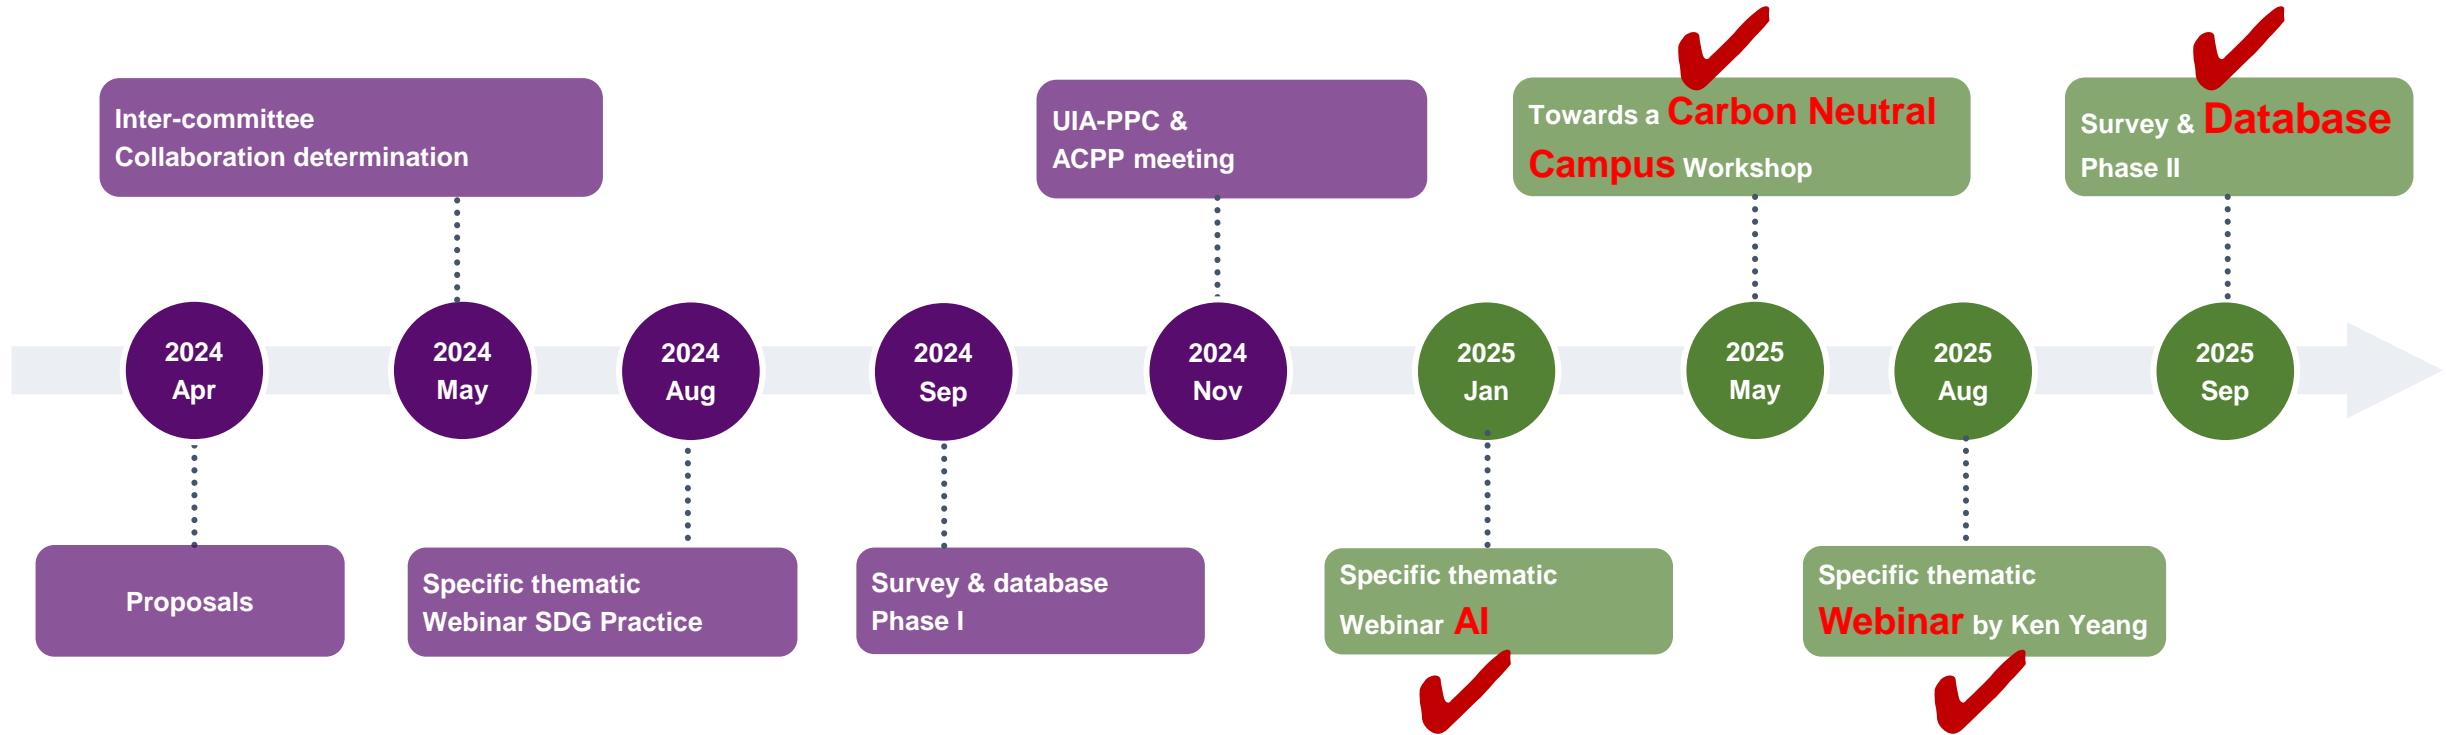 Inter-committee
Collaboration determination
UIA-PPC &
ACPP meeting
Towards a Carbon Neutral
Campus Workshop
Survey & Database
Phase II
2024
Apr
2024
May
2024
Aug
2024
Sep
2024
Nov
2025
Jan
2025
May
2025
Aug
2025
Sep
Proposals
Specific thematic
Webinar SDG Practice
Survey & database
Phase I
Specific thematic
Webinar AI
Specific thematic
Webinar by Ken Yeang